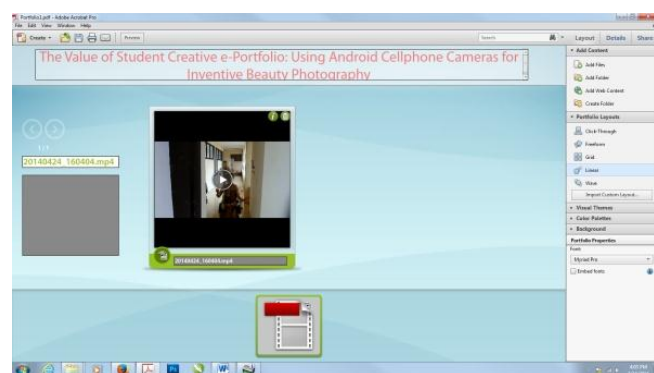 Portfolio1.pdf - Adobe Acrobat Pro
File Edit View Window Help
Create
Preview
Search
Layout Details Share
The Value of Student Creative e-Portfolio: Using Android Cellphone Cameras for
Inventive Beauty Photography
1 / 1
20140424_160404.mp4
20140424_160404.mp4
Add Content
Add Files
Add Folder
Add Web Content
Create Folder
Portfolio Layouts
Click-Through
Freeform
Grid
Linear
Wave
Import Custom Layout...
Visual Themes
Color Palettes
Background
Portfolio Properties
Font:
Myriad Pro
Embed fonts